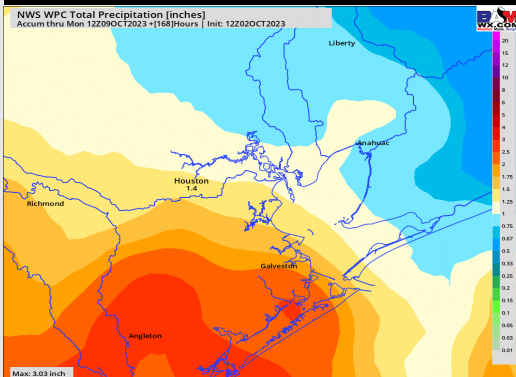 NWS WPC Total Precipitation [inches]
Accum thru Mon 12Z09OCT2023 +[168]Hours | Init: 12Z02OCT2023
BAM
WX.COM
Liberty
Anahuac
Houston
1.4
Richmond
Galveston
Angleton
Max: 3.03 inch
20
15
12
10
8
6
5
4
3
2.5
2
1.75
1.5
1.25
1
0.75
0.67
0.5
0.33
0.25
0.2
0.15
0.1
0.05
0.03
0.01